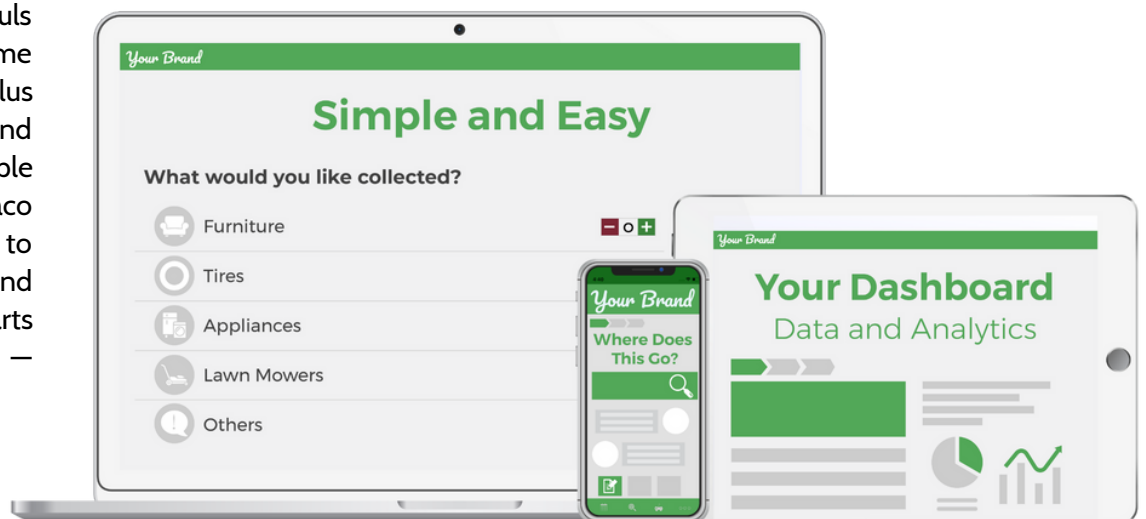 Your Brand
Simple and Easy
What would you like collected?
Furniture
0
Tires
Appliances
Lawn Mowers
Others
Your Brand
Where Does
This Go?
Your Brand
Your Dashboard
Data and Analytics
to
—